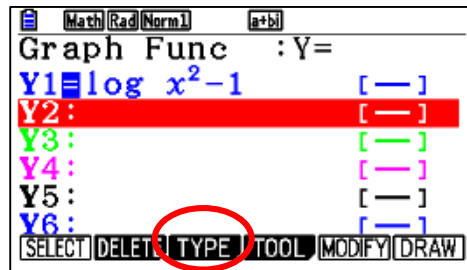 Math Rad Norm1 a+bi
Graph Func :Y=
Y1=log x²−1 [—]
Y2: [—]
Y3: [—]
Y4: [—]
Y5: [—]
Y6: [—]
SELECT DELETE TYPE TOOL MODIFY DRAW